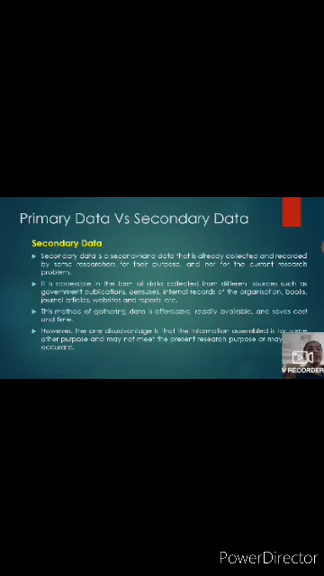 Primary Data Vs Secondary Data
Secondary Data
Secondary data is a second-hand data that is already collected and recorded
by some researchers for their purpose, and not for the current research
problem.
It is accessible in the form of data collected from different sources such as
government publications, censuses, internal records of the organisation, books,
journal articles, websites and reports, etc.
This method of gathering data is affordable, readily available, and saves cost
and time.
However, the one disadvantage is that the information assembled is for some
other purpose and may not meet the present research purpose or may
accurate.
V RECORDER
PowerDirector